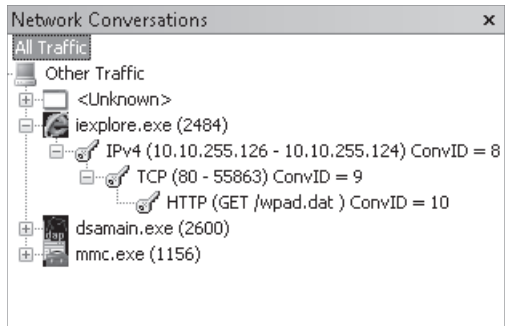 Network Conversations x
All Traffic
Other Traffic
<Unknown>
iexplore.exe (2484)
IPv4 (10.10.255.126 - 10.10.255.124) ConvID = 8
TCP (80 - 55863) ConvID = 9
HTTP (GET /wpad.dat ) ConvID = 10
dsamain.exe (2600)
mmc.exe (1156)